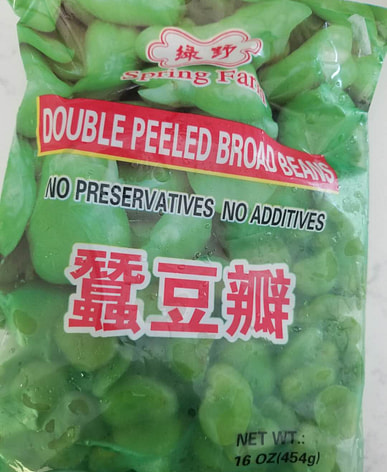 绿野
Spring Farm
DOUBLE PEELED BROAD BEANS
NO PRESERVATIVES NO ADDITIVES
蠶豆瓣
NET WT.:
16 OZ(454g)